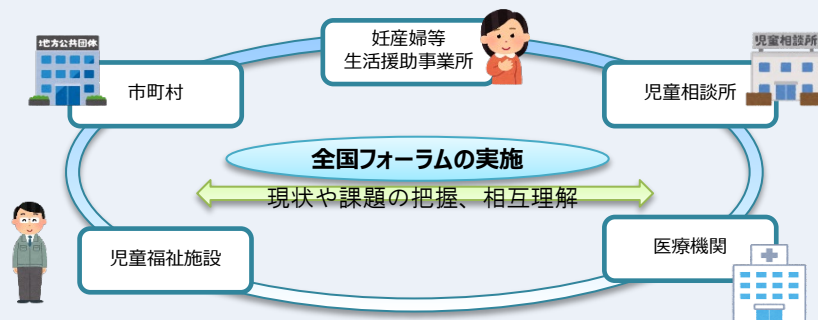 妊産婦等
生活援助事業所
地方公共団体
市町村
児童相談所
児童相談所
全国フォーラムの実施
現状や課題の把握、相互理解
児童福祉施設
医療機関